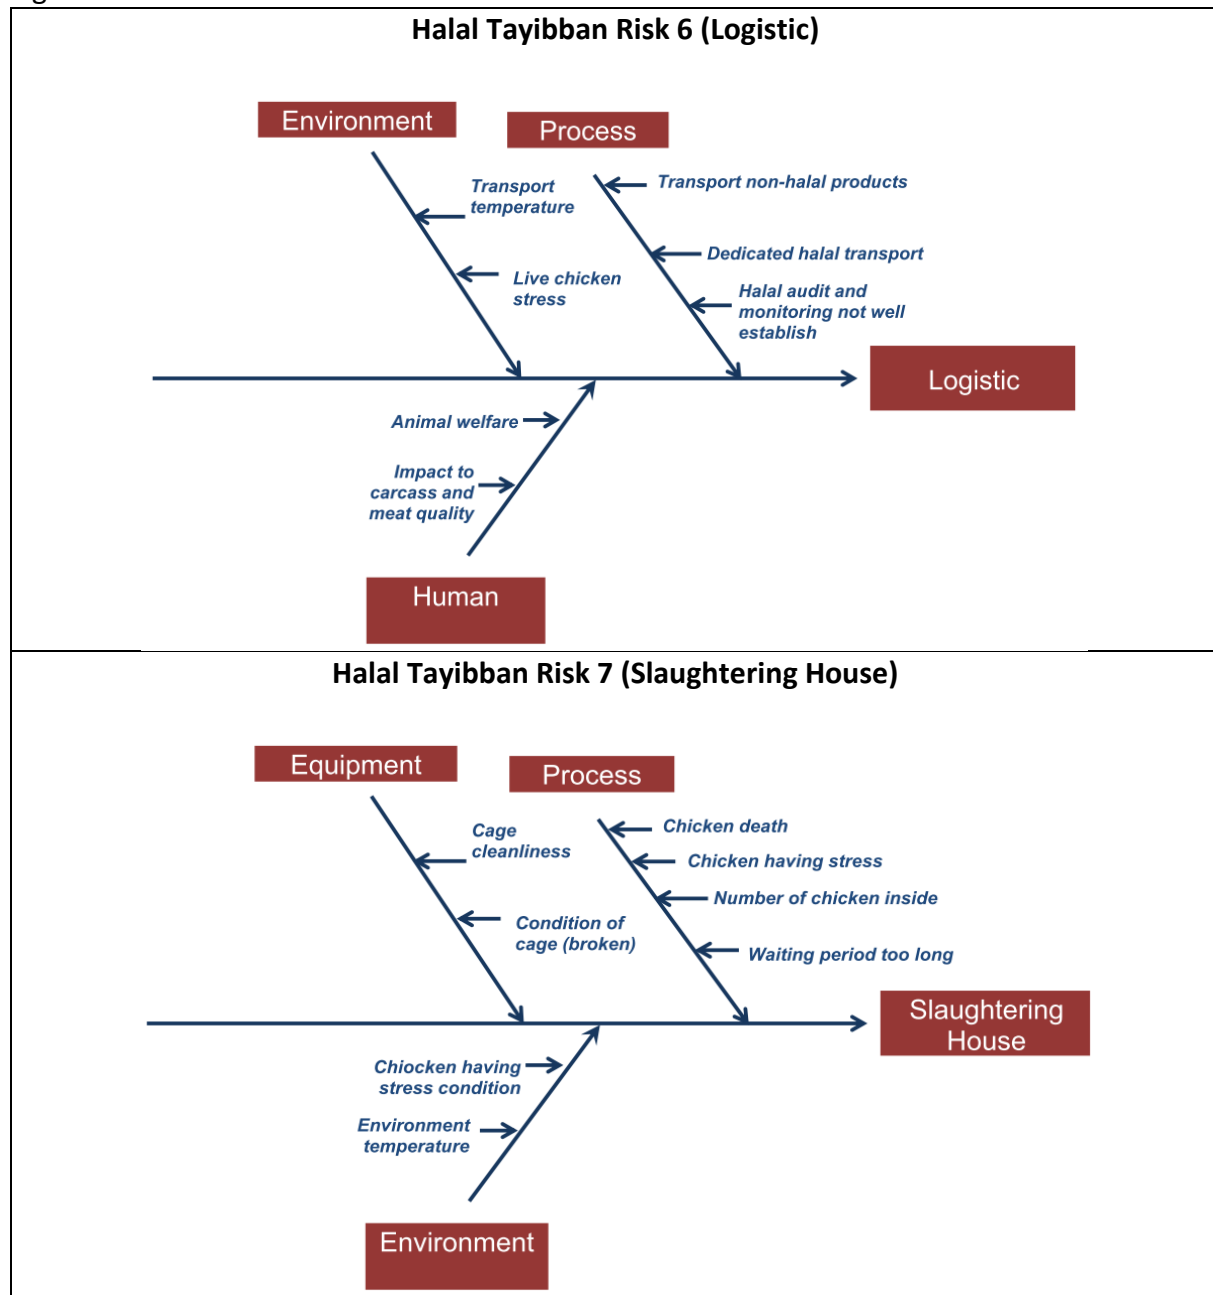 Halal Tayibban Risk 6 (Logistic)
Environment
Process
Transport
temperature
Live chicken
stress
Transport non-halal products
Dedicated halal transport
Halal audit and
monitoring not well
establish
Logistic
Animal welfare
Impact to
carcass and
meat quality
Human
Halal Tayibban Risk 7 (Slaughtering House)
Equipment
Process
Cage
cleanliness
Condition of
cage (broken)
Chicken death
Chicken having stress
Number of chicken inside
Waiting period too long
Slaughtering
House
Chiocken having
stress condition
Environment
temperature
Environment